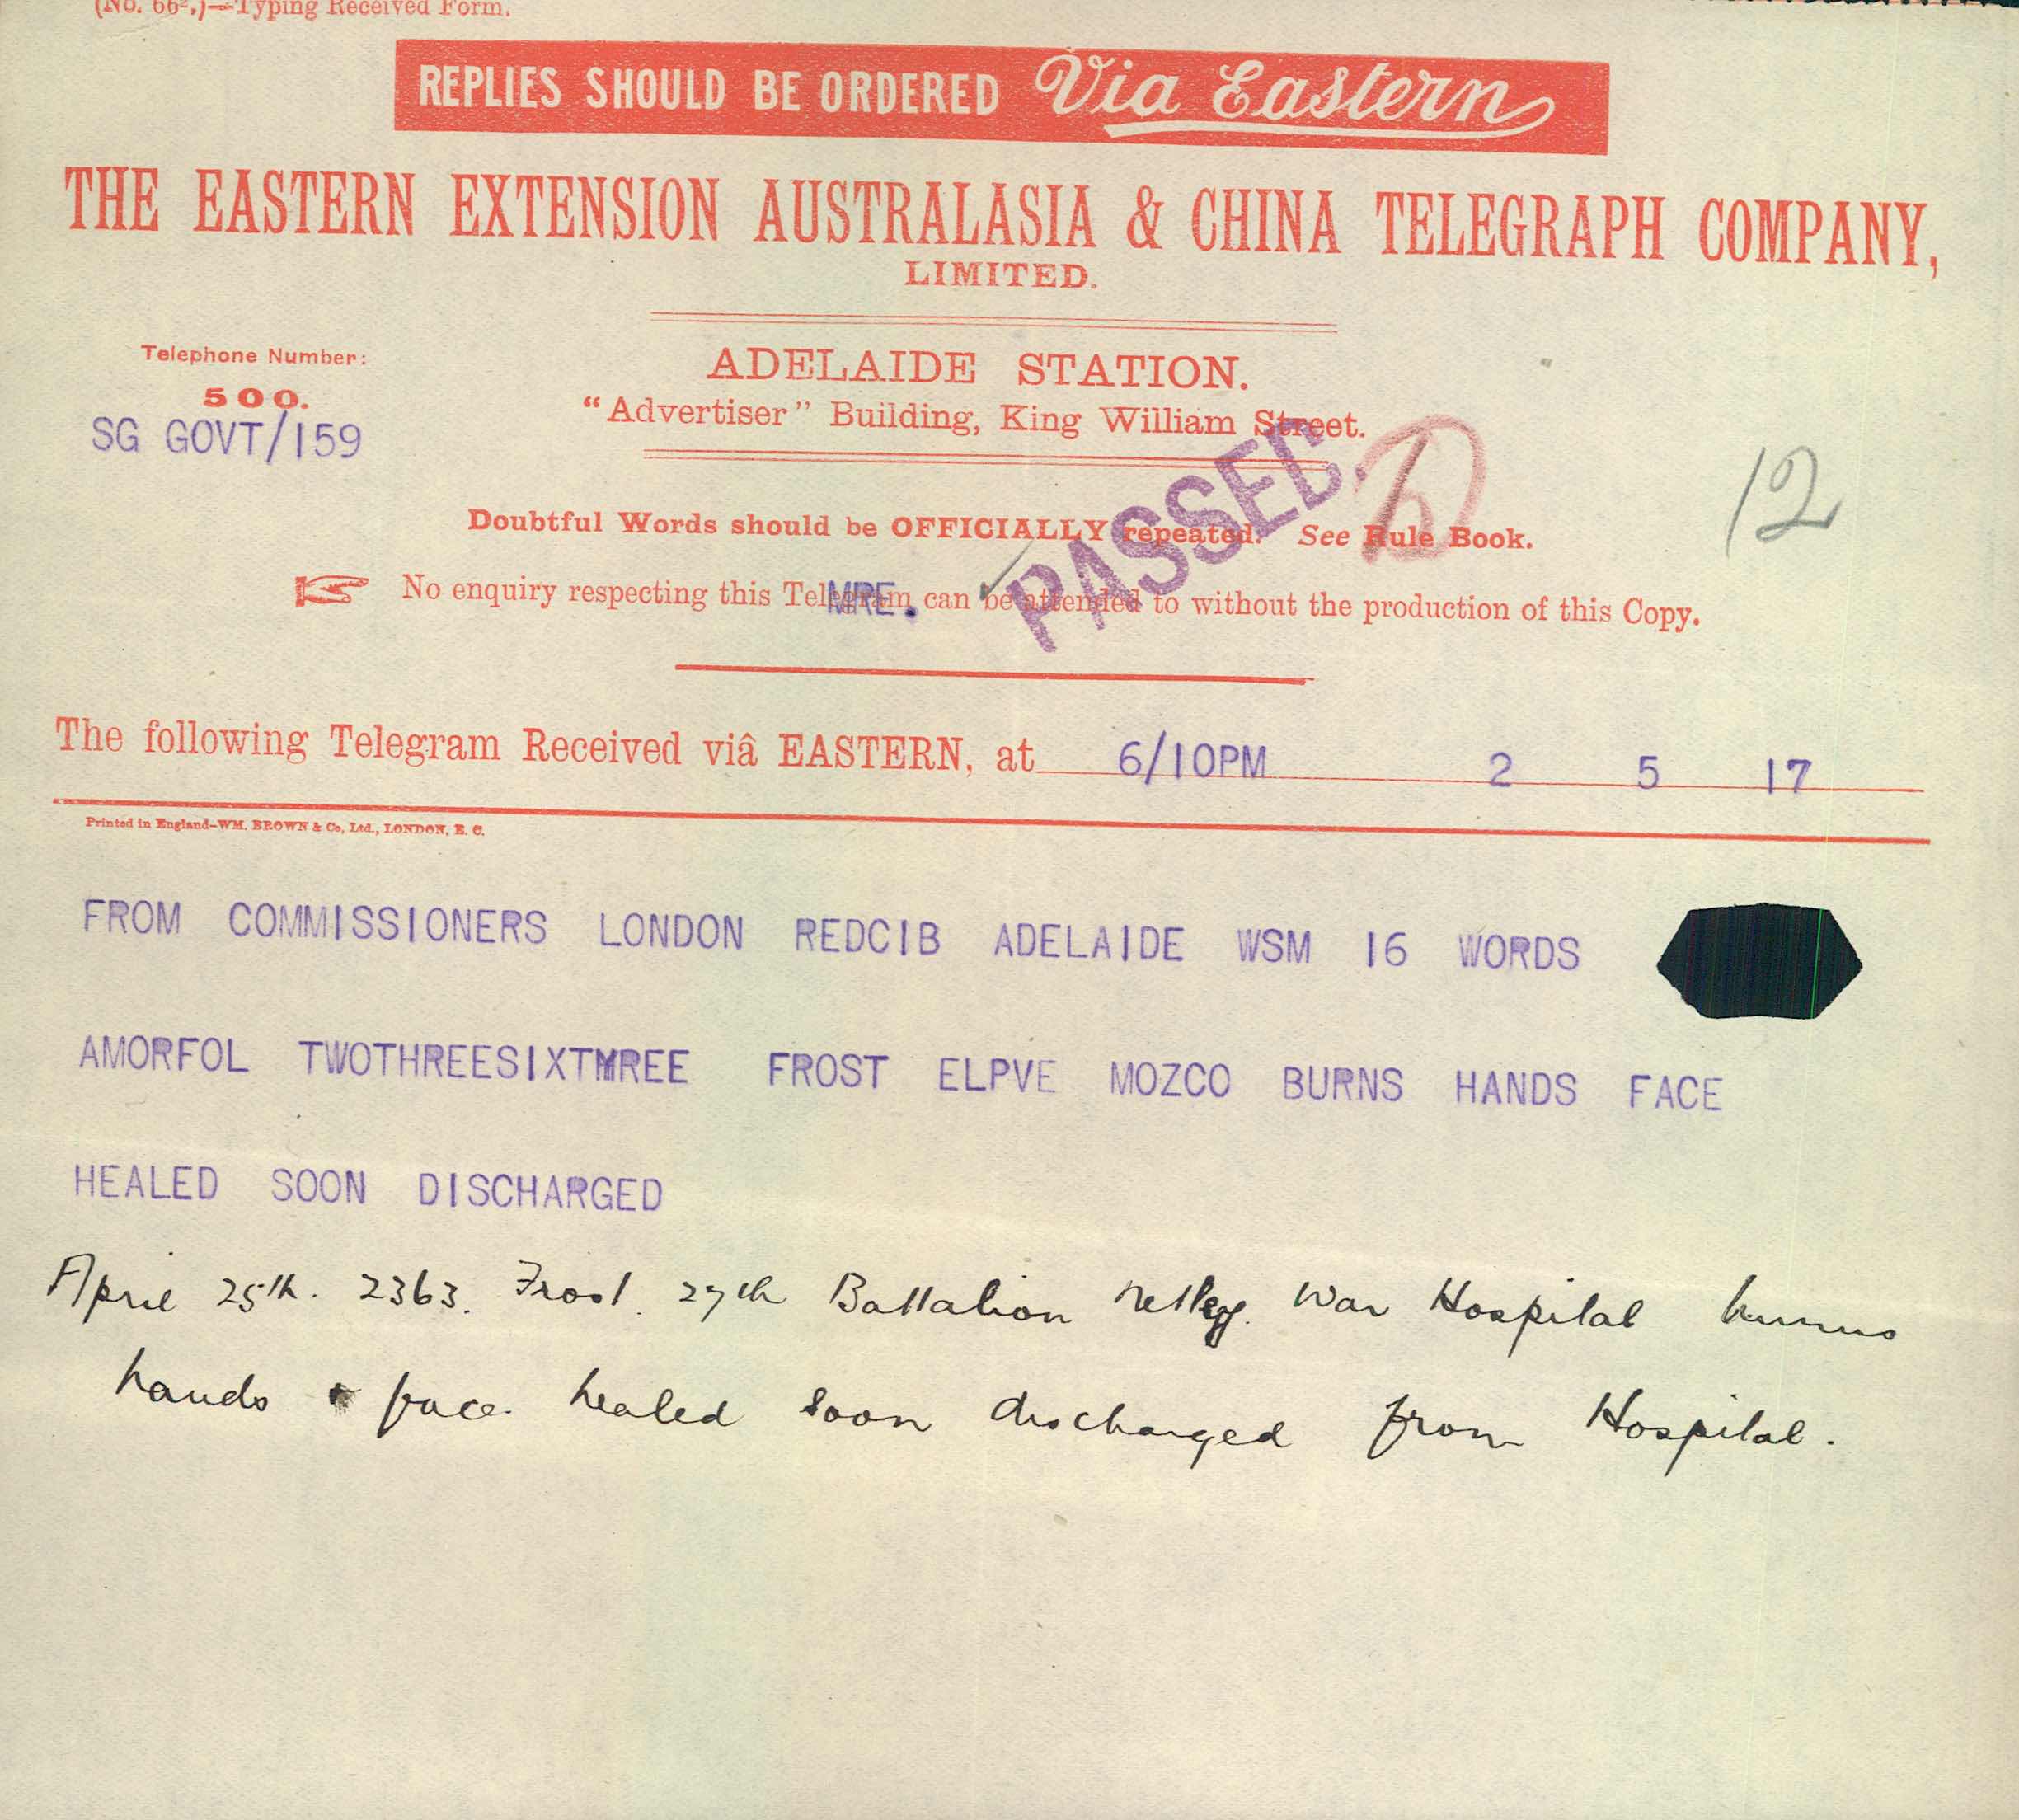 (No. 66²,)—Typing Received Form.
REPLIES SHOULD BE ORDERED Via Eastern
THE EASTERN EXTENSION AUSTRALASIA & CHINA TELEGRAPH COMPANY,
LIMITED.
Telephone Number:
500.
SG GOVT/159
ADELAIDE STATION.
"Advertiser" Building, King William Street.
PASSED.
12
Doubtful Words should be OFFICIALLY repeated. See Rule Book.
No enquiry respecting this Telegram can be attended to without the production of this Copy.
MRE.
The following Telegram Received viâ EASTERN, at 6/10PM 2 5 17
Printed in England-WM. BROWN & Co, Ltd., LONDON, E. C.
FROM COMMISSIONERS LONDON REDCIB ADELAIDE WSM 16 WORDS
AMORFOL TWOTHREESIXTHREE FROST ELPVE MOZCO BURNS HANDS FACE
HEALED SOON DISCHARGED
April 25th. 2363. Frost. 27th Battalion Netley. War Hospital burns
hands & face. healed soon discharged from Hospital.